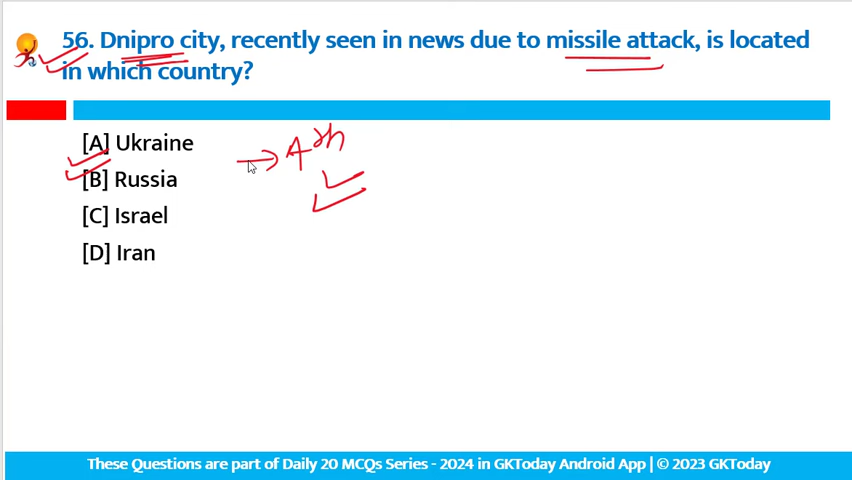 56. Dnipro city, recently seen in news due to missile attack, is located
in which country?
[A] Ukraine
[B] Russia
[C] Israel
[D] Iran
4th
These Questions are part of Daily 20 MCQs Series - 2024 in GKToday Android App | © 2023 GKToday